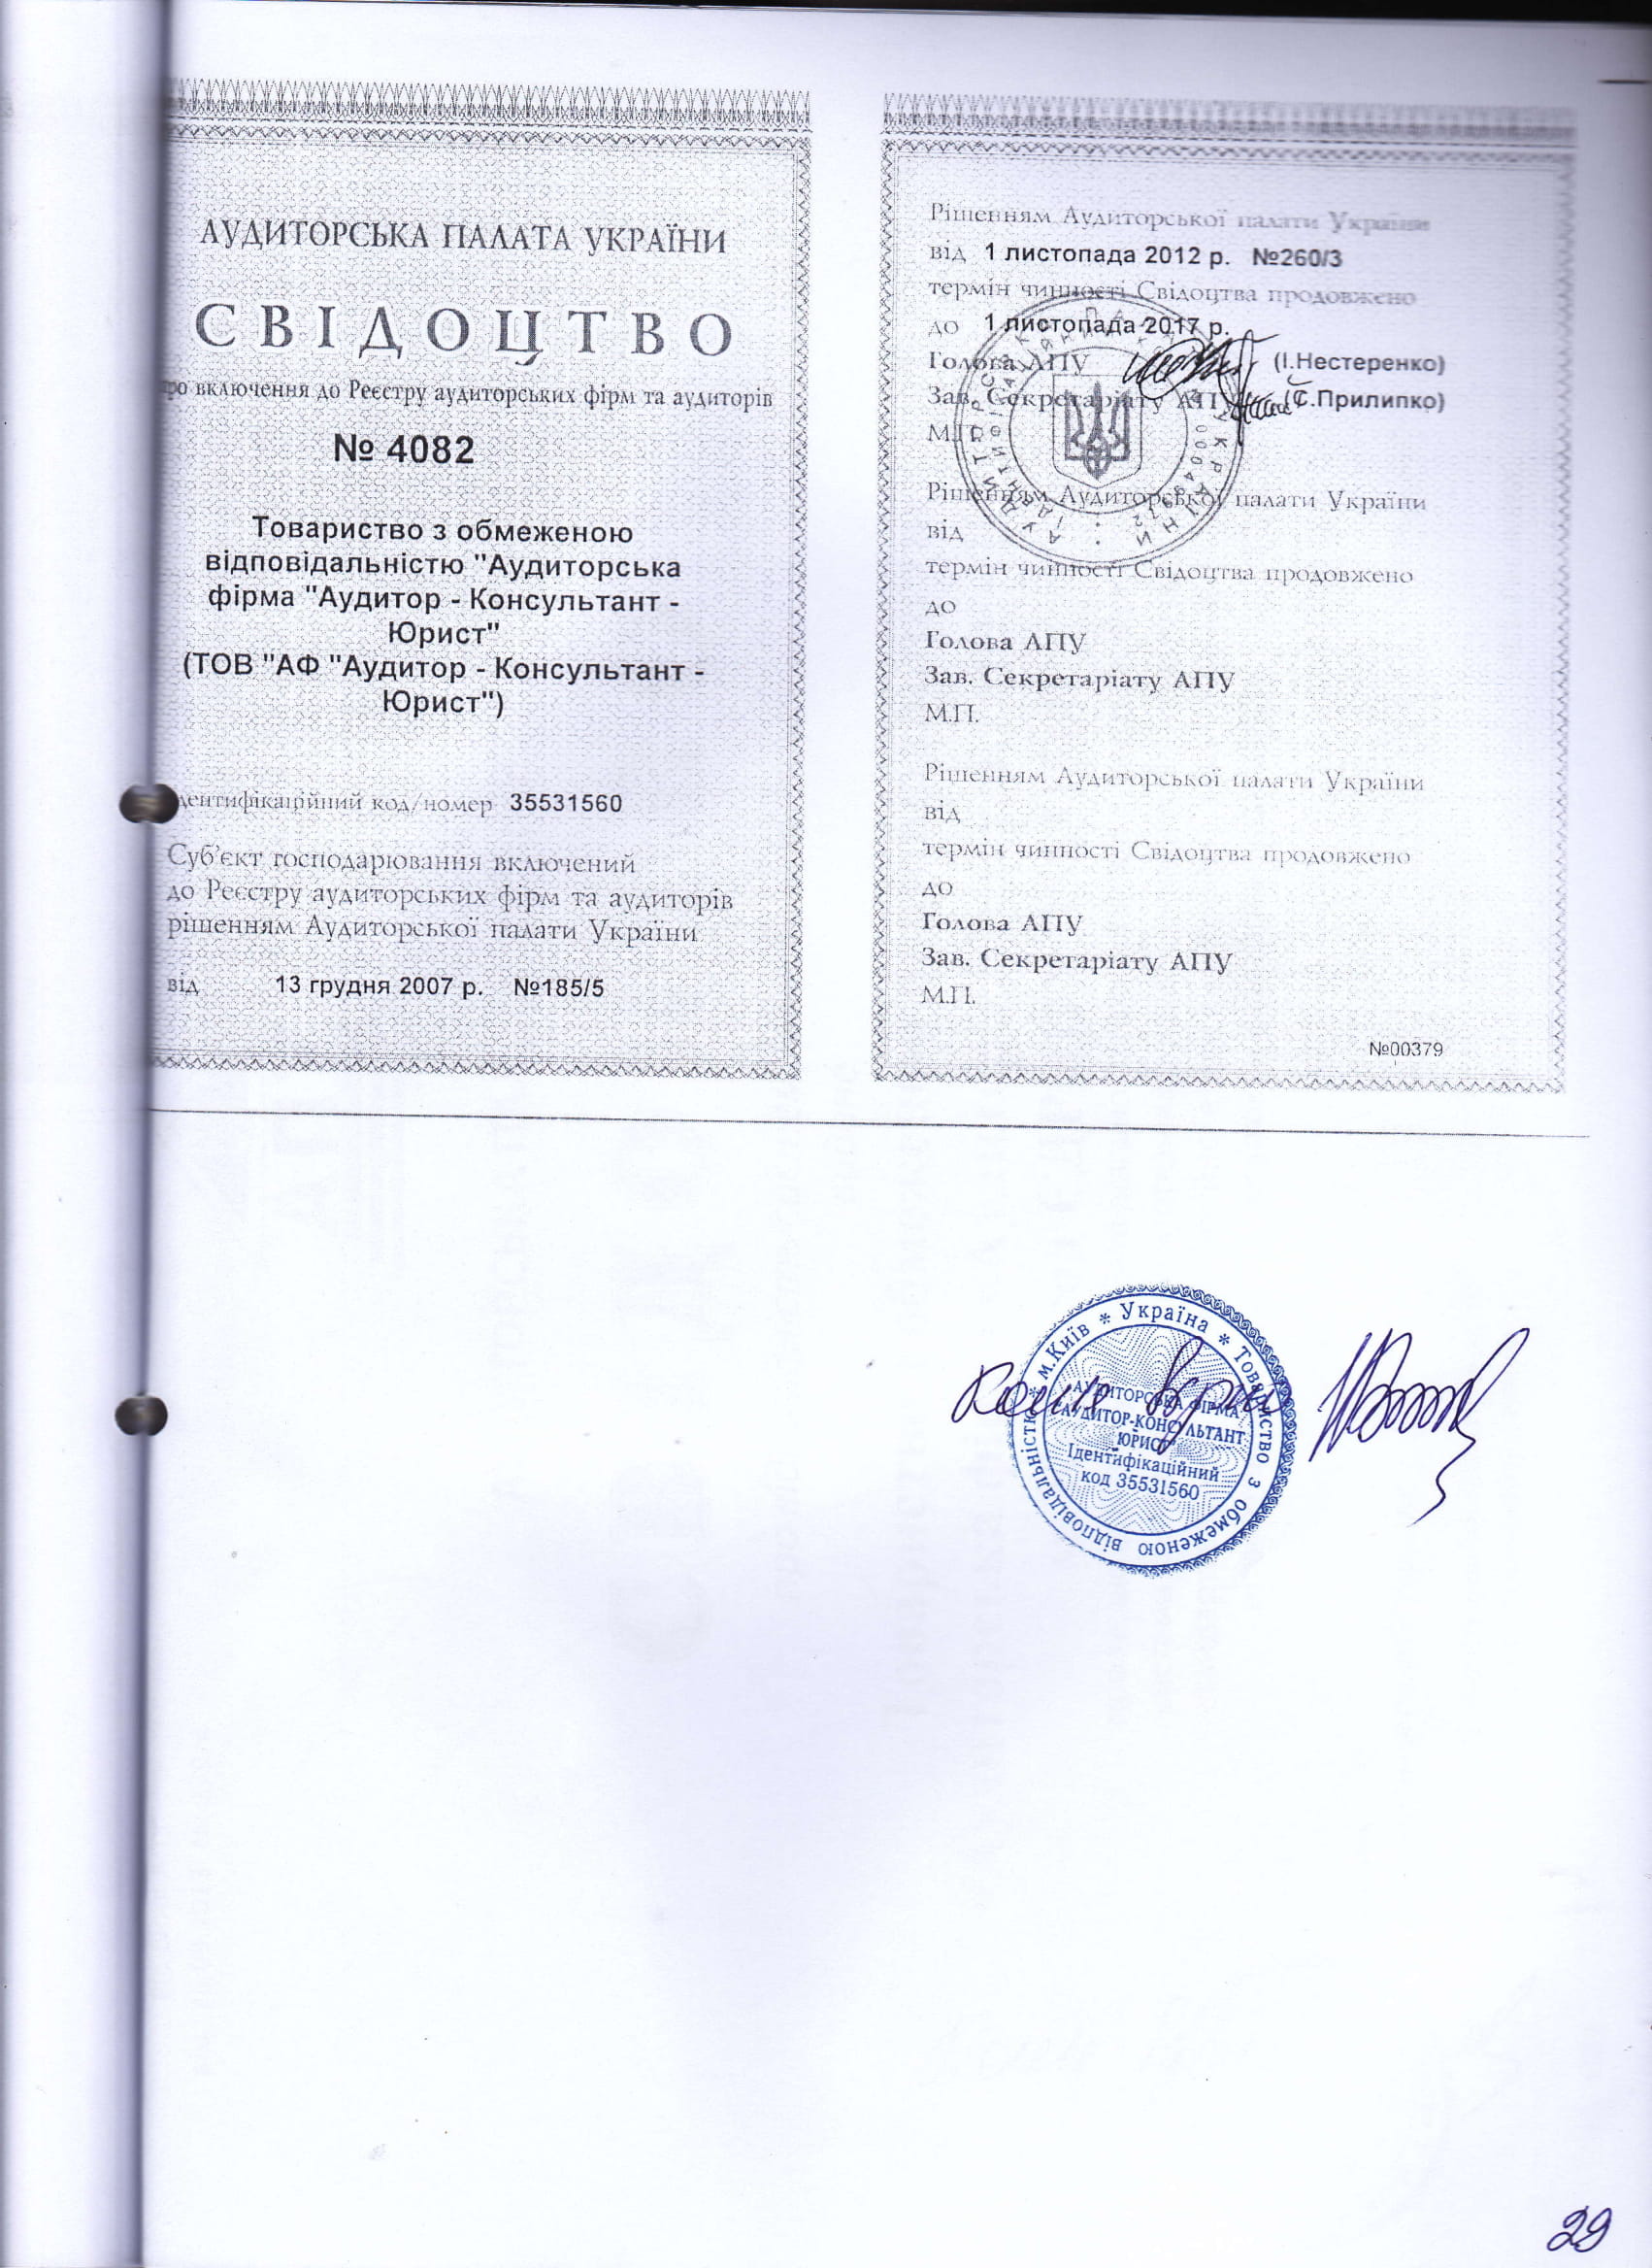 АУДИТОРСЬКА ПАЛАТА УКРАЇНИ
СВІДОЦТВО
про включення до Реєстру аудиторських фірм та аудиторів
№ 4082
Товариство з обмеженою
відповідальністю "Аудиторська
фірма "Аудитор - Консультант -
Юрист"
(ТОВ "АФ "Аудитор - Консультант -
Юрист")
дентифікаційний код/номер 35531560
Суб'єкт господарювання включений
до Реєстру аудиторських фірм та аудиторів
рішенням Аудиторської палати України
від 13 грудня 2007 р. №185/5
Рішенням Аудиторської палати України
від 1 листопада 2012 р. №260/3
термін чинності Свідоцтва продовжено
до 1 листопада 2017 р.
Голова АПУ (І.Нестеренко)
Зав. Секретаріату АПУ (С.Прилипко)
М.П.
Рішенням Аудиторської палати України
від
термін чинності Свідоцтва продовжено
до
Голова АПУ
Зав. Секретаріату АПУ
М.П.
Рішенням Аудиторської палати України
від
термін чинності Свідоцтва продовжено
до
Голова АПУ
Зав. Секретаріату АПУ
М.П.
№00379
* м.Київ * Україна * Товариство з обмеженою відповідальністю
АУДИТОРСЬКА ФІРМА
"АУДИТОР-КОНСУЛЬТАНТ
ЮРИСТ"
Ідентифікаційний
код 35531560
Копія вірна
29